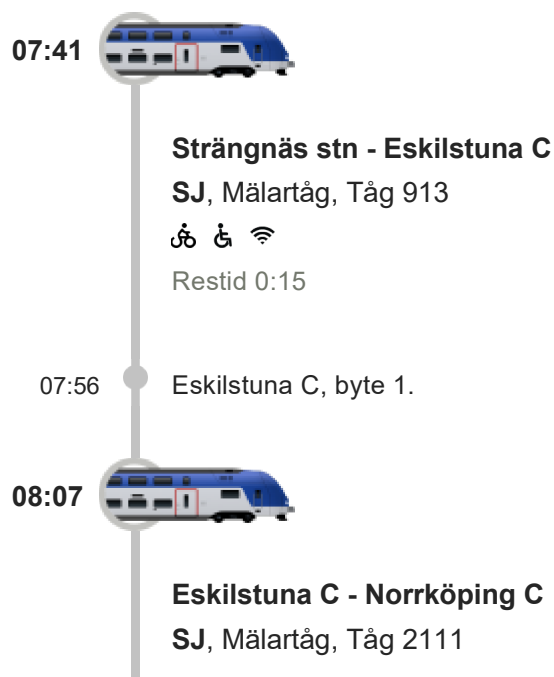 07:41
Strängnäs stn - Eskilstuna C
SJ, Mälartåg, Tåg 913
Restid 0:15
07:56 Eskilstuna C, byte 1.
08:07
Eskilstuna C - Norrköping C
SJ, Mälartåg, Tåg 2111